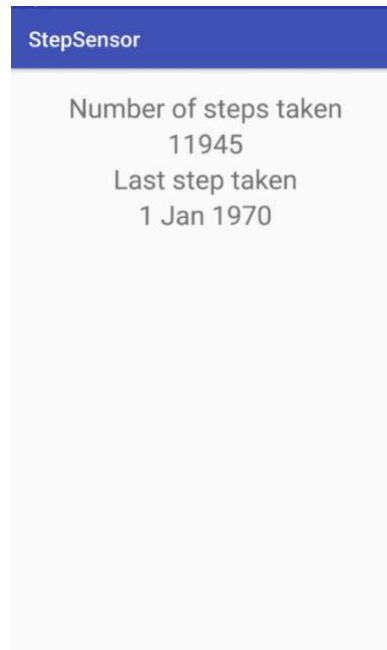 StepSensor
Number of steps taken
11945
Last step taken
1 Jan 1970